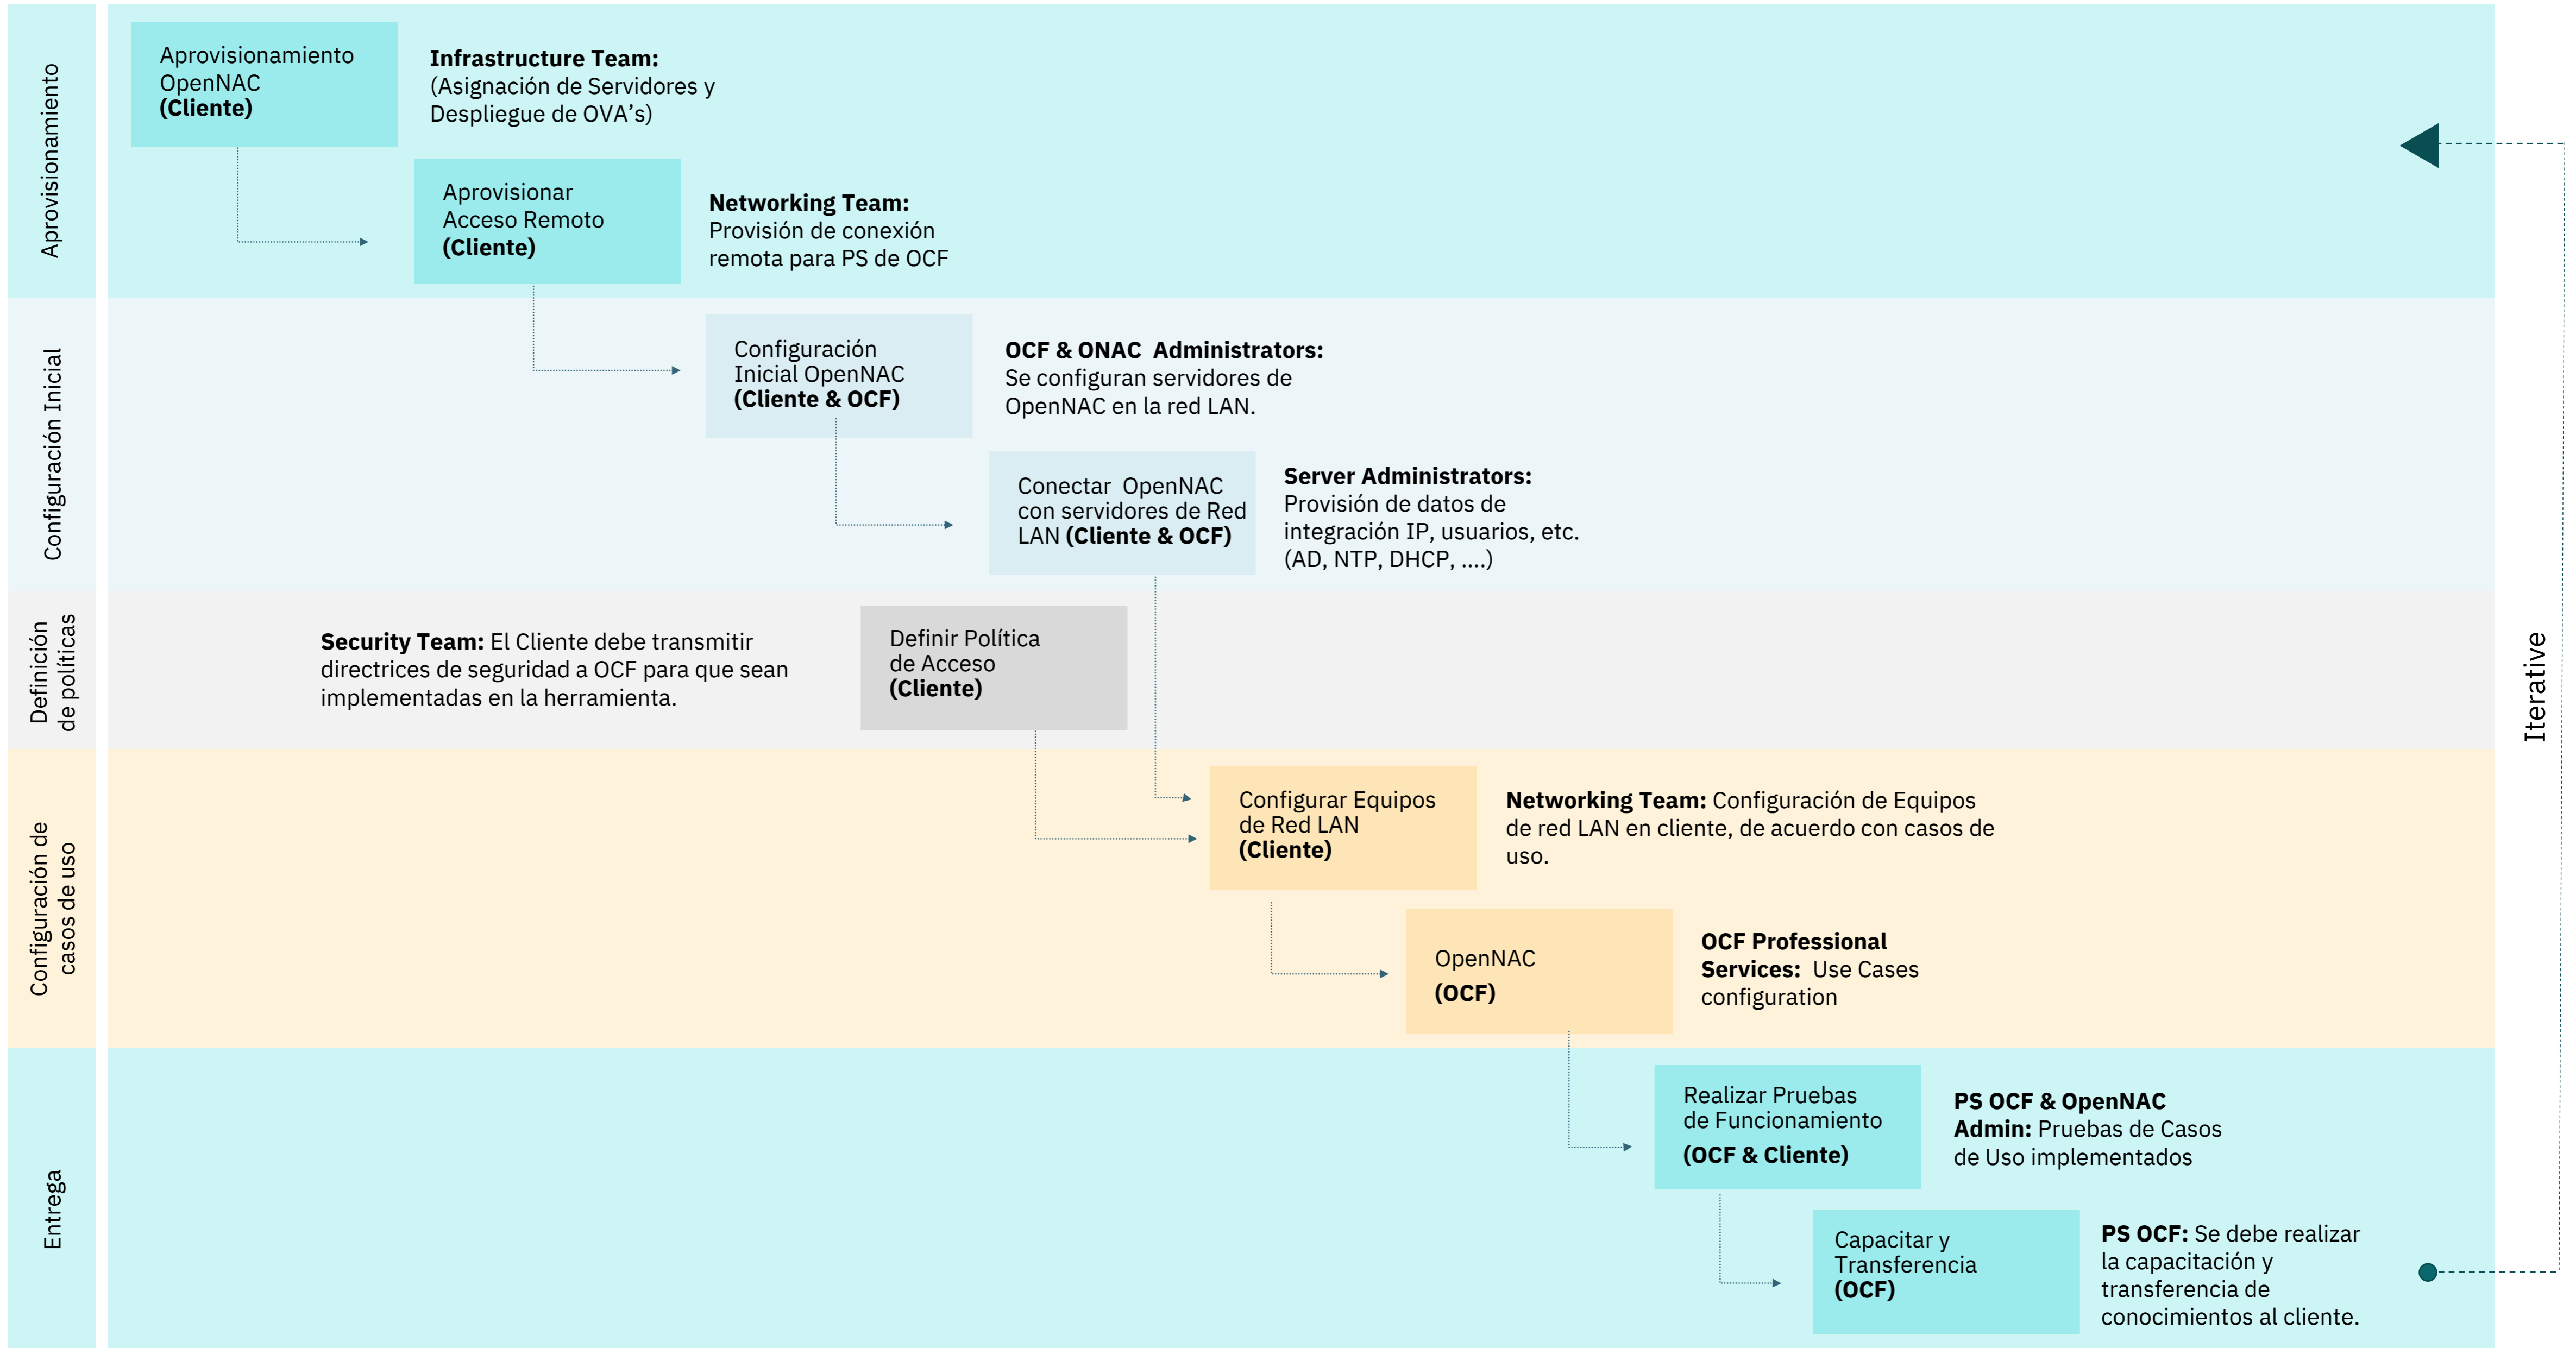 Aprovisionamiento
Aprovisionamiento
OpenNAC
(Cliente)
Infrastructure Team:
(Asignación de Servidores y
Despliegue de OVA’s)
Aprovisionar
Acceso Remoto
(Cliente)
Networking Team:
Provisión de conexión
remota para PS de OCF
Configuración Inicial
Configuración
Inicial OpenNAC
(Cliente & OCF)
OCF & ONAC  Administrators:
Se configuran servidores de
OpenNAC en la red LAN.
Conectar  OpenNAC
con servidores de Red
LAN (Cliente & OCF)
Server Administrators:
Provisión de datos de
integración IP, usuarios, etc.
(AD, NTP, DHCP, ....)
Definición
de políticas
Security Team: El Cliente debe transmitir
directrices de seguridad a OCF para que sean
implementadas en la herramienta.
Definir Política
de Acceso
(Cliente)
Configuración de
casos de uso
Configurar Equipos
de Red LAN
(Cliente)
Networking Team: Configuración de Equipos
de red LAN en cliente, de acuerdo con casos de
uso.
OpenNAC
(OCF)
OCF Professional
Services:  Use Cases
configuration
Entrega
Realizar Pruebas
de Funcionamiento
(OCF & Cliente)
PS OCF & OpenNAC
Admin: Pruebas de Casos
de Uso implementados
Capacitar y
Transferencia
(OCF)
PS OCF: Se debe realizar
la capacitación y
transferencia de
conocimientos al cliente.
Iterative